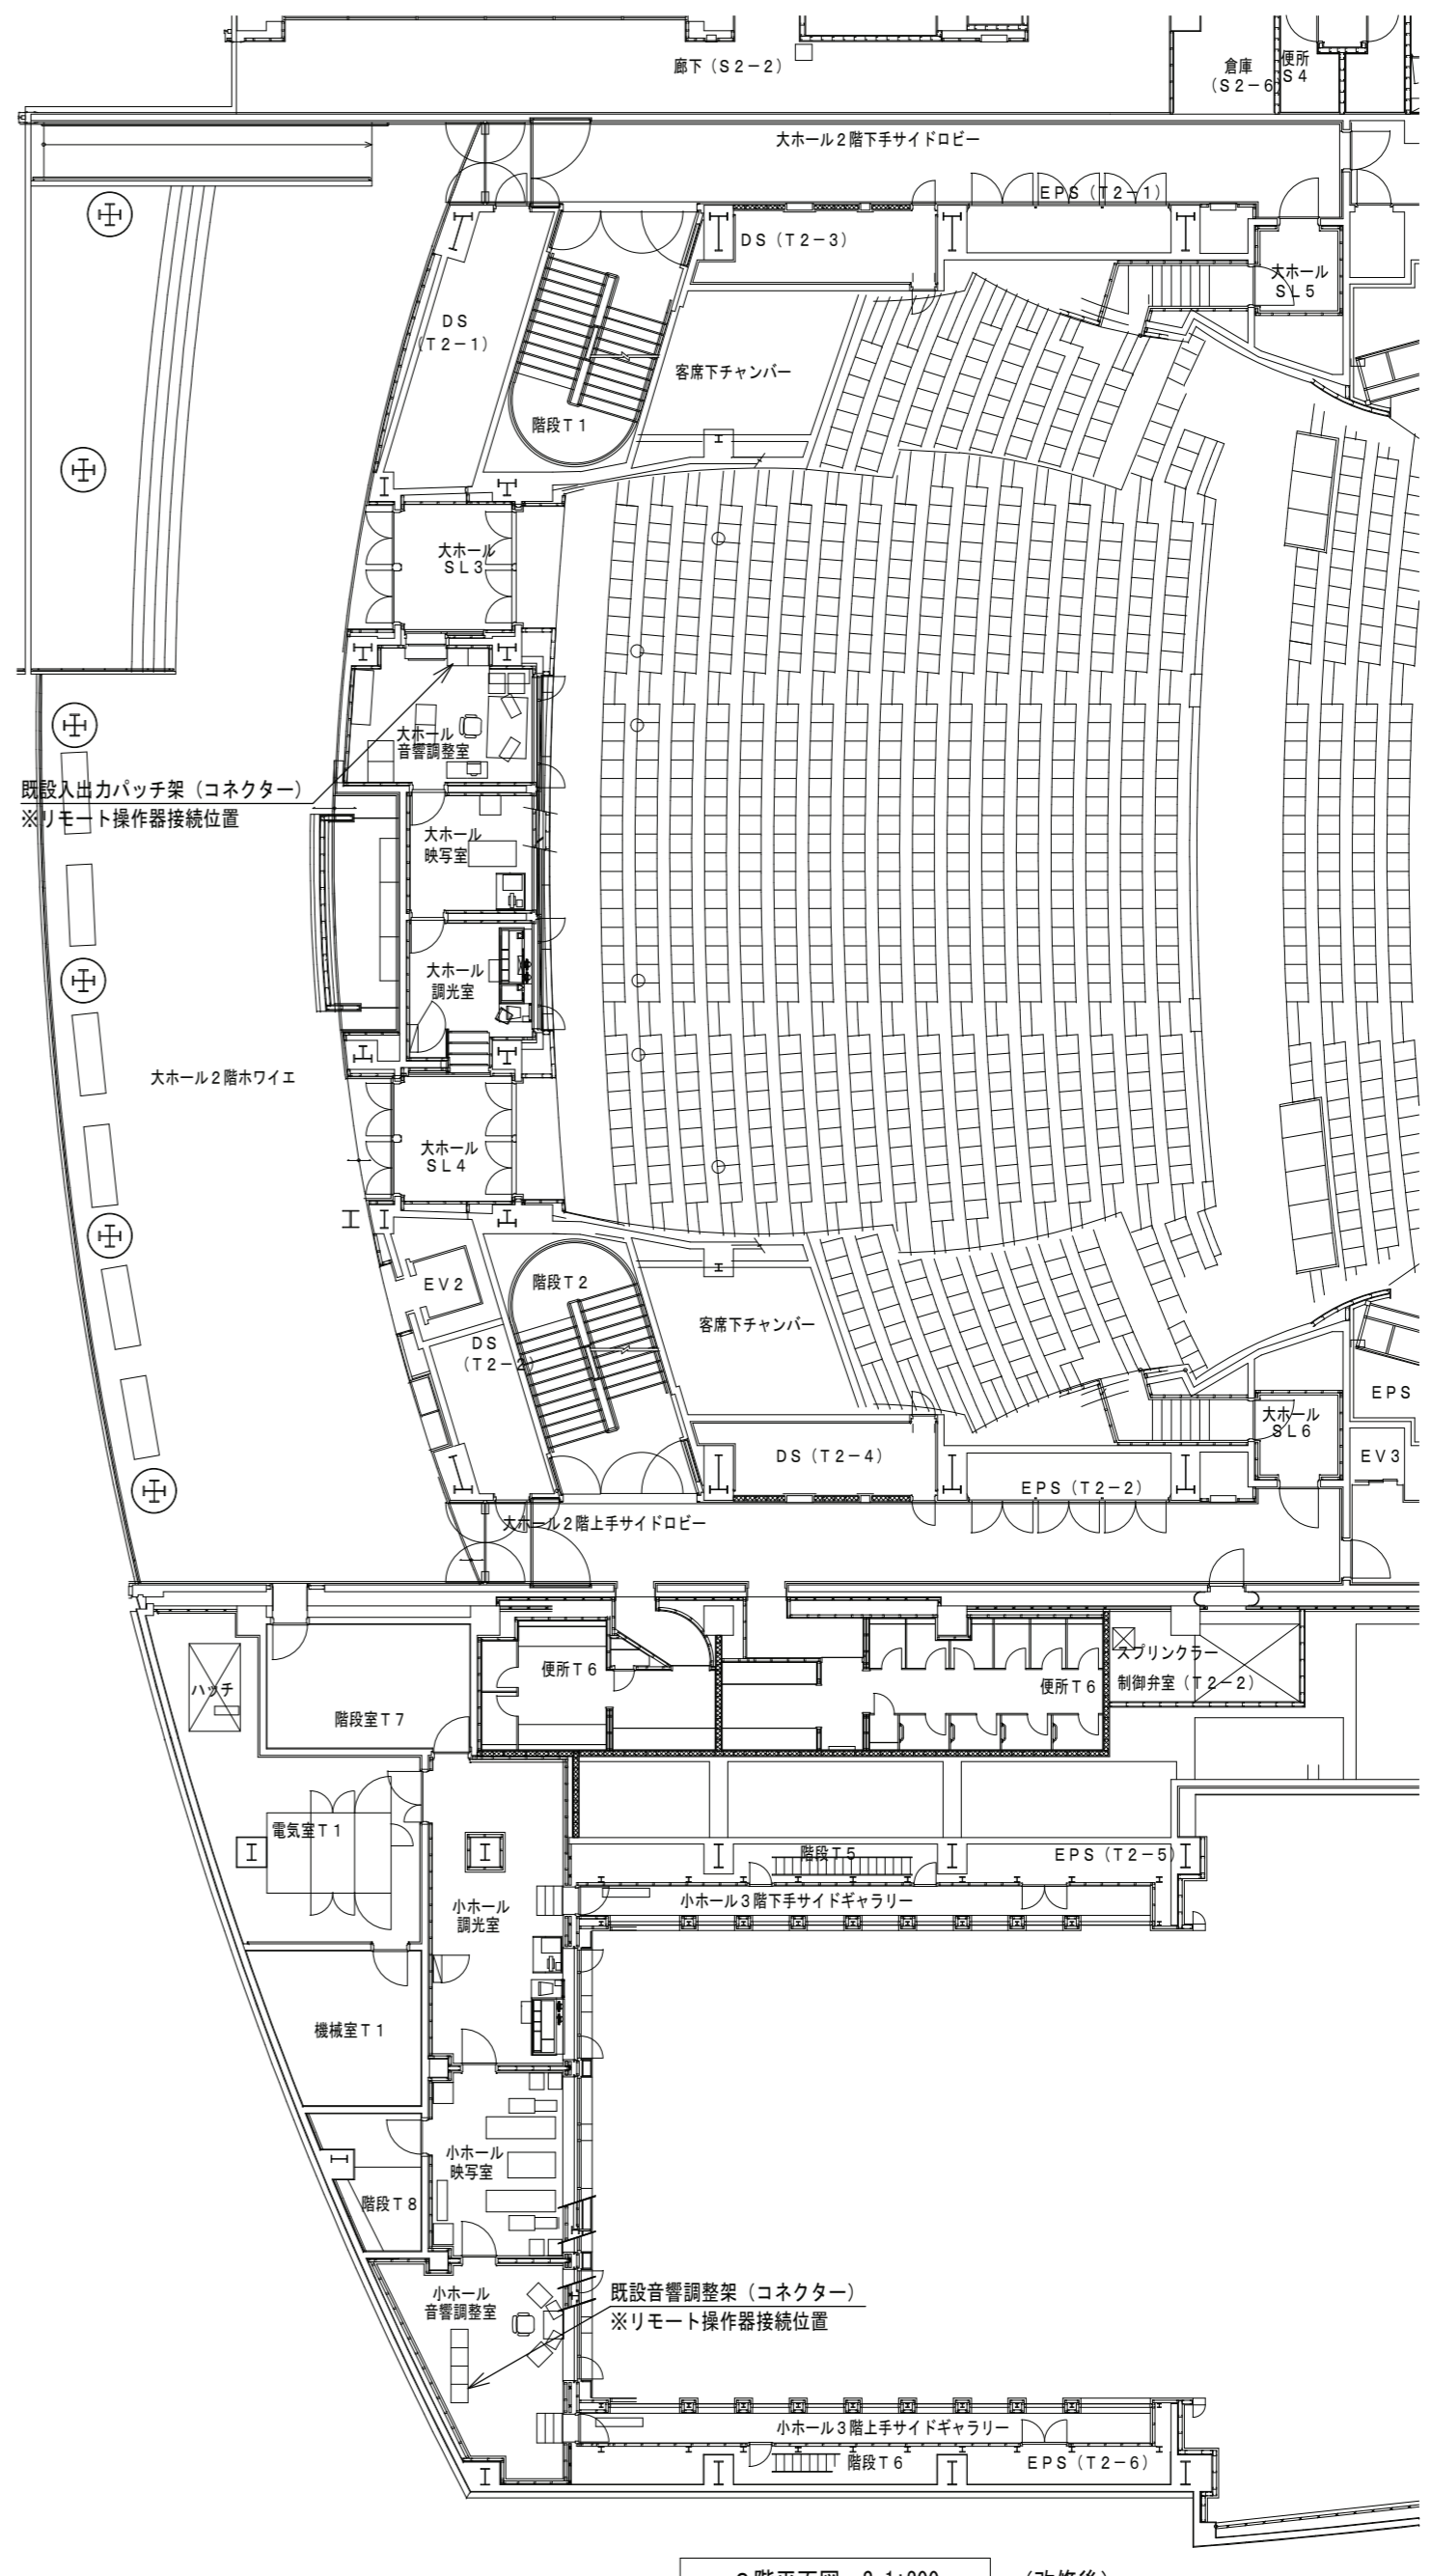 廊下(S2-2)
倉庫
(S2-6
便所
S4
大ホール2階下手サイドロビー
EPS(T2-1)
DS(T2-3)
大ホール
SL5
DS
(T2-1)
客席下チャンバー
階段T1
大ホール
SL3
大ホール
音響調整室
既設入出力パッチ架(コネクター)
※リモート操作器接続位置
大ホール
映写室
大ホール
調光室
大ホール2階ホワイエ
大ホール
SL4
EV2
階段T2
DS
(T2-2)
客席下チャンバー
EPS
大ホール
SL6
DS(T2-4)
EV3
EPS(T2-2)
大ホール2階上手サイドロビー
ハッチ
階段室T7
便所T6
便所T6
スプリンクラー
制御弁室(T2-2)
電気室T1
階段T5
EPS(T2-5)
小ホール3階下手サイドギャラリー
小ホール
調光室
機械室T1
小ホール
映写室
階段T8
小ホール
音響調整室
既設音響調整架(コネクター)
※リモート操作器接続位置
小ホール3階上手サイドギャラリー
階段T6
EPS(T2-6)